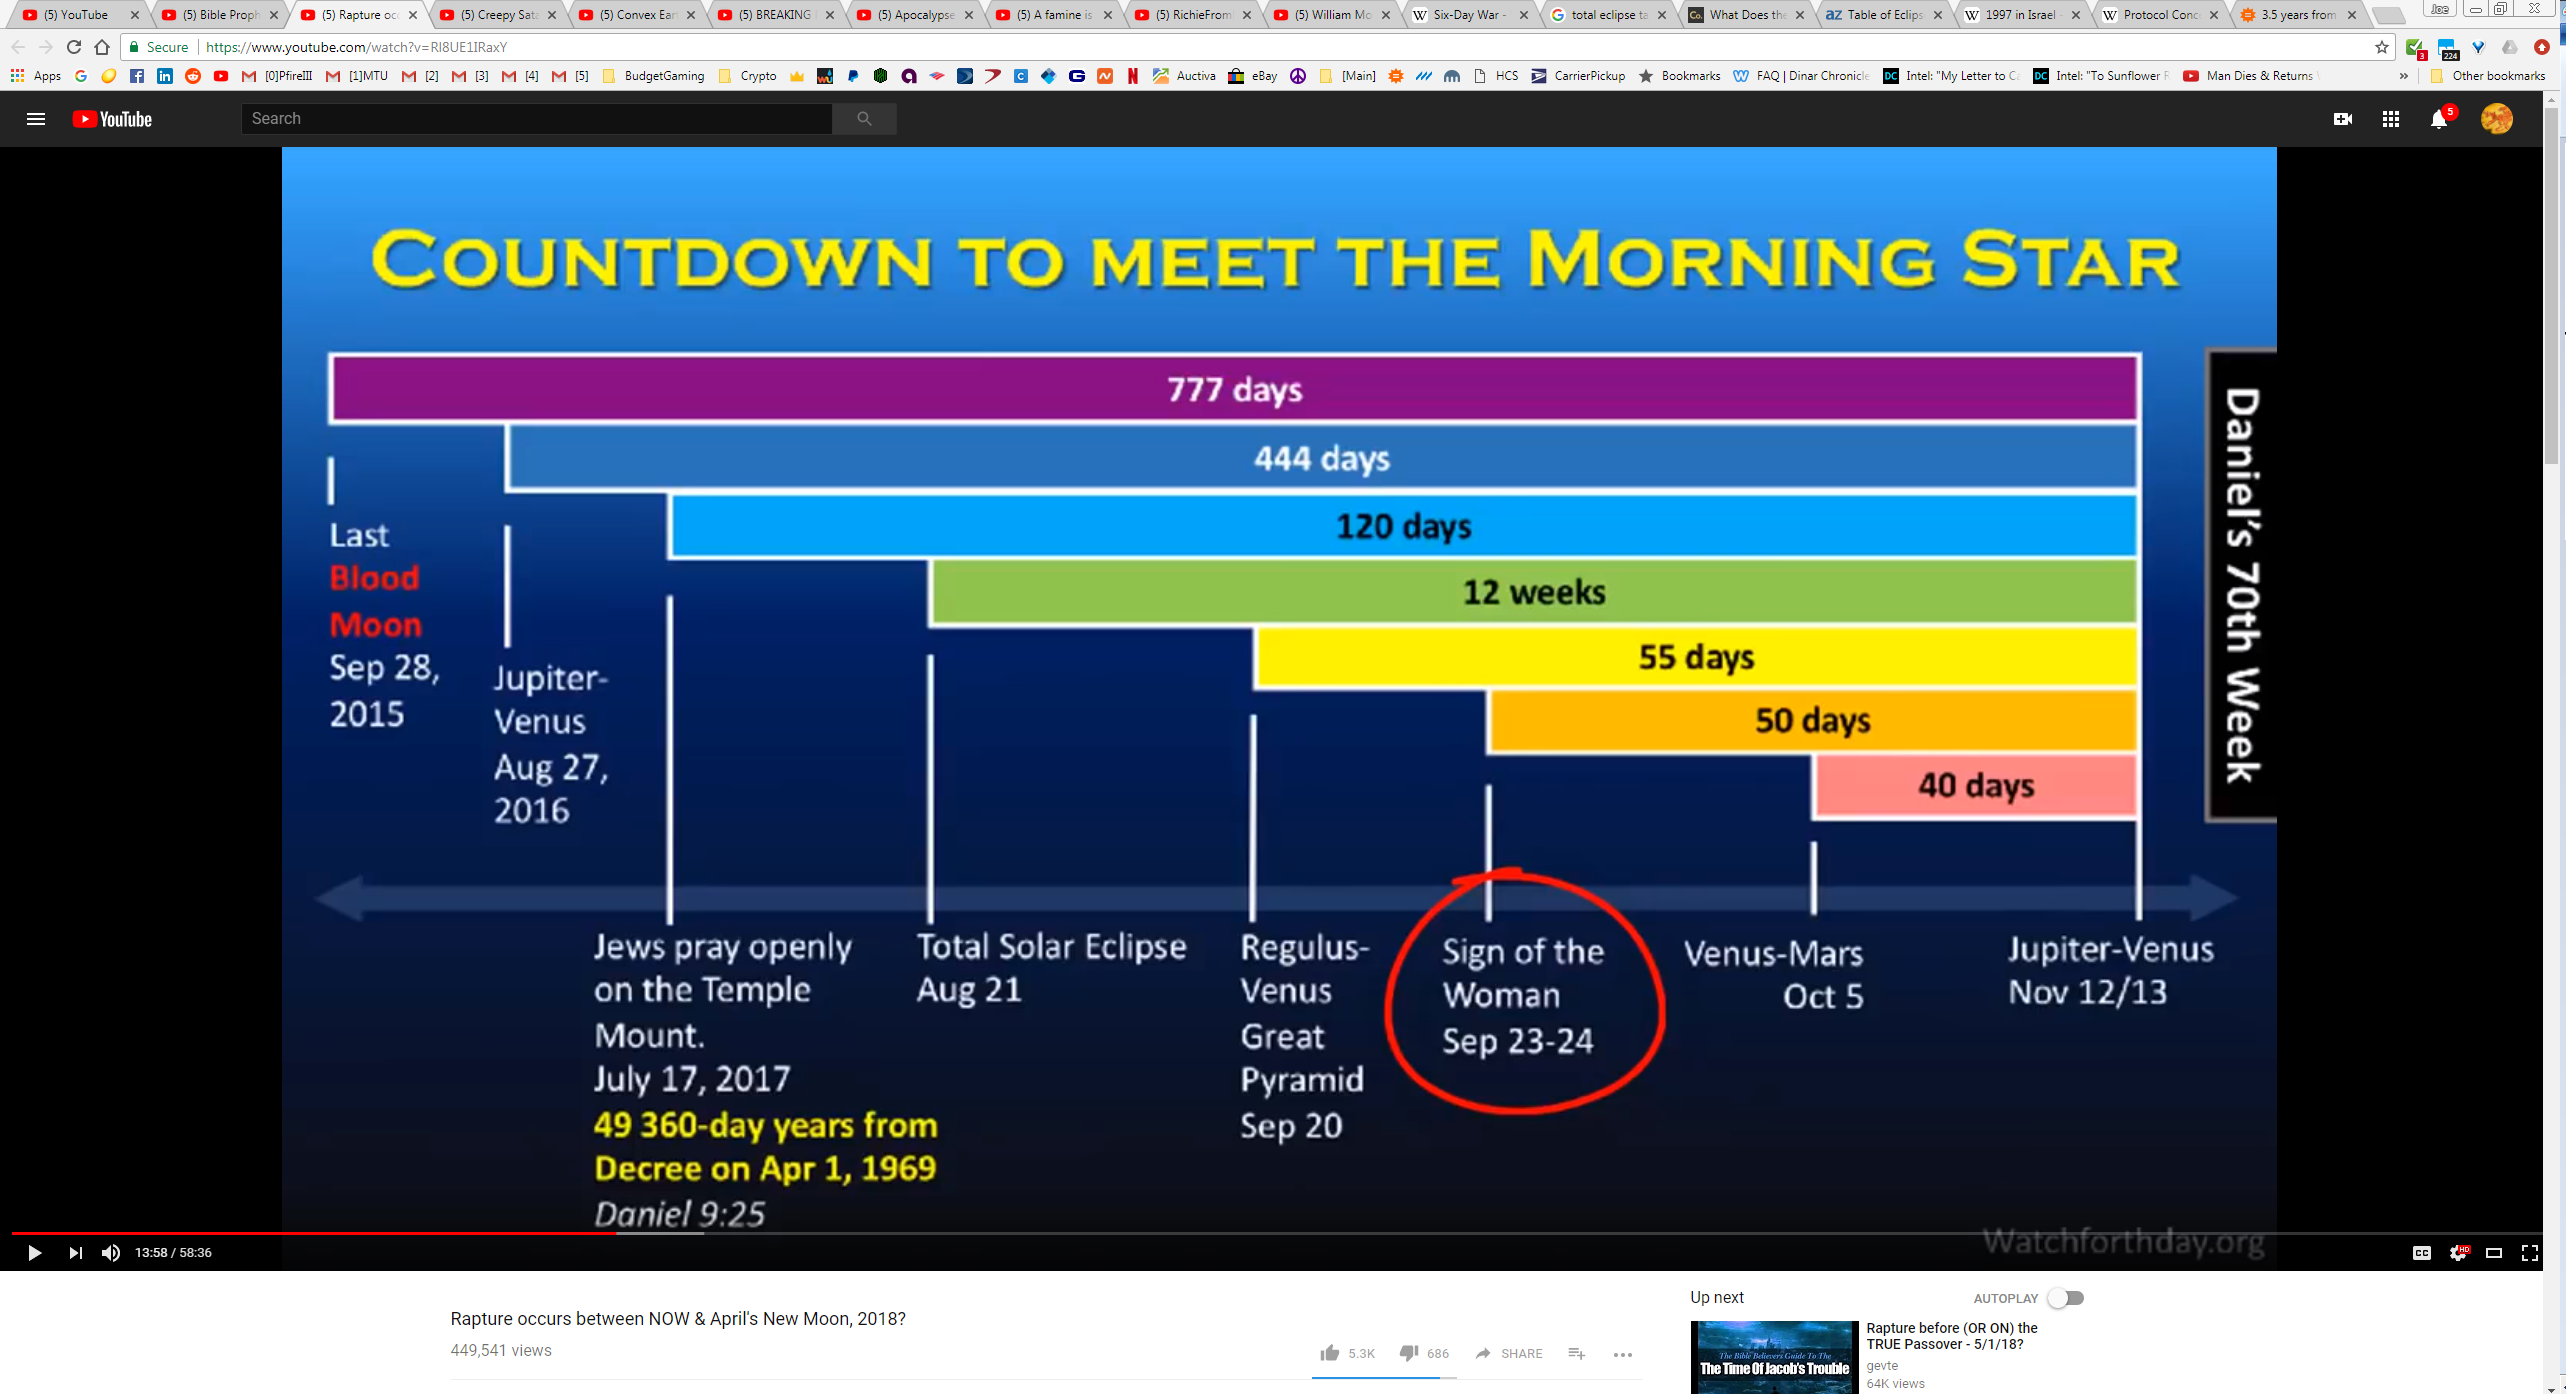 (5) YouTube
(5) Bible Proph
(5) Rapture occ
(5) Creepy Sata
(5) Convex Ear
(5) BREAKING
(5) Apocalypse
(5) A famine is
(5) RichieFrom
(5) William Mo
Six-Day War -
total eclipse ta
What Does the
Table of Eclips
1997 in Israel
Protocol Conc
3.5 years from
Joe
Secure
https://www.youtube.com/watch?v=RI8UE1IRaxY
3
224
Apps
[0]PfireIII
[1]MTU
[2]
[3]
[4]
[5]
BudgetGaming
Crypto
Auctiva
eBay
[Main]
HCS
CarrierPickup
Bookmarks
FAQ | Dinar Chronicle
Intel: "My Letter to Ca
Intel: "To Sunflower F
Man Dies & Returns
»
Other bookmarks
YouTube
Search
5
COUNTDOWN TO MEET THE MORNING STAR
777 days
444 days
120 days
12 weeks
55 days
50 days
40 days
Daniel's 70th Week
Last
Blood
Moon
Sep 28,
2015
Jupiter-
Venus
Aug 27,
2016
Jews pray openly
on the Temple
Mount.
July 17, 2017
49 360-day years from
Decree on Apr 1, 1969
Daniel 9:25
Total Solar Eclipse
Aug 21
Regulus-
Venus
Great
Pyramid
Sep 20
Sign of the
Woman
Sep 23-24
Venus-Mars
Oct 5
Jupiter-Venus
Nov 12/13
Watchforthday.org
13:58 / 58:36
CC
HD
Rapture occurs between NOW & April's New Moon, 2018?
449,541 views
5.3K
686
SHARE
Up next
AUTOPLAY
The Bible Believers Guide To The
The Time Of Jacob's Trouble
Rapture before (OR ON) the
TRUE Passover - 5/1/18?
gevte
64K views